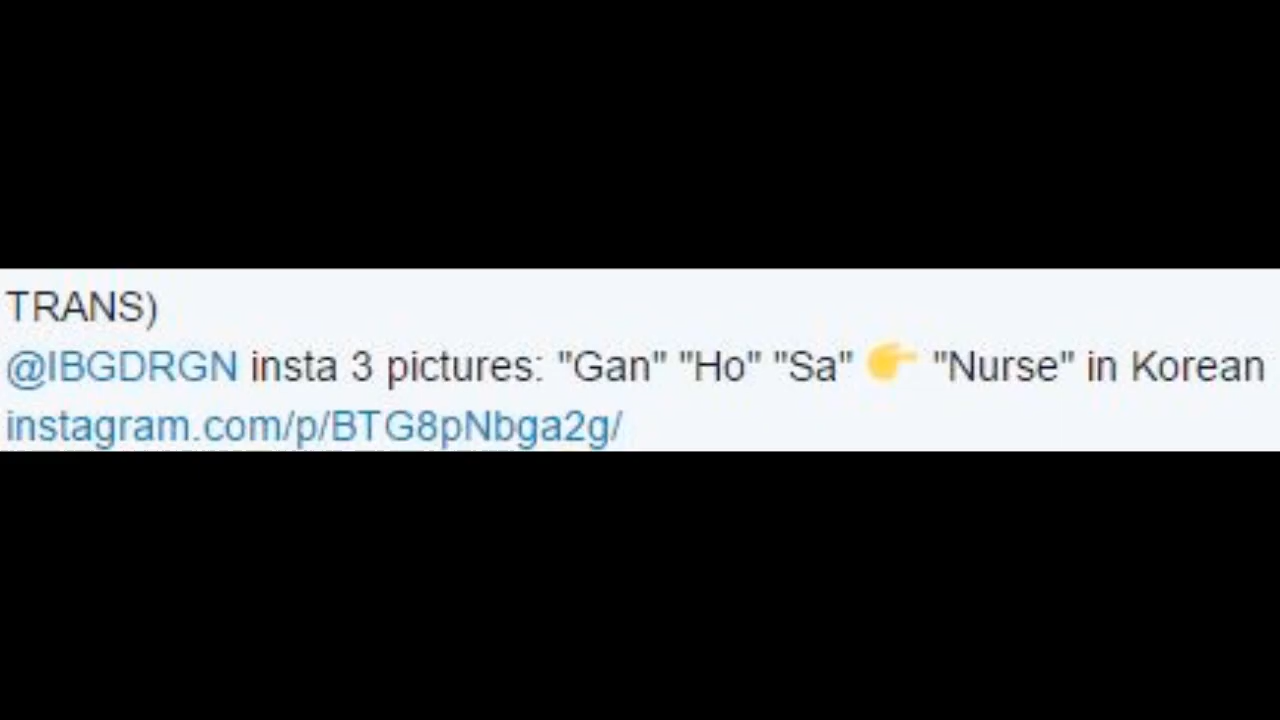 TRANS)
@IBGDRGN insta 3 pictures: "Gan" "Ho" "Sa" 👉 "Nurse" in Korean
instagram.com/p/BTG8pNbga2g/